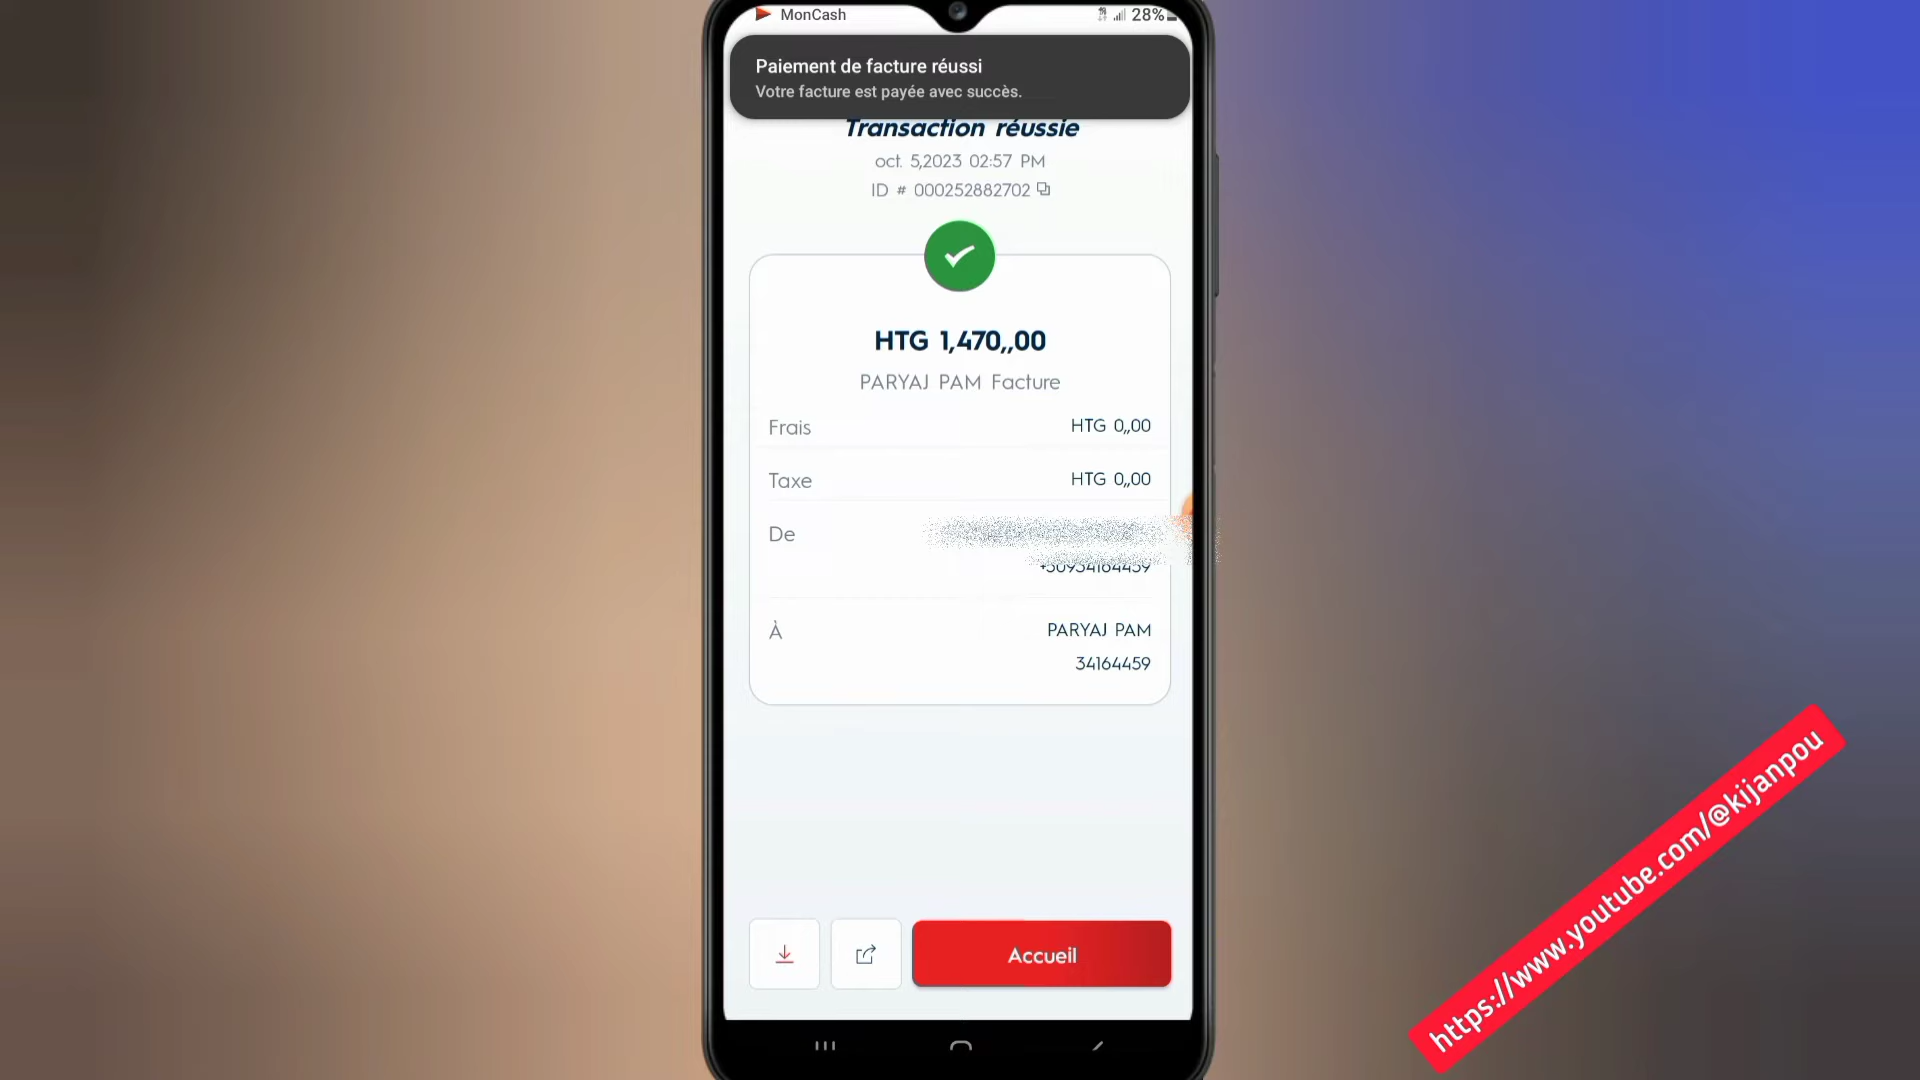 MonCash
28%
Paiement de facture réussi
Votre facture est payée avec succès.
Transaction réussie
oct. 5,2023 02:57 PM
ID # 000252882702
HTG 1,470,,00
PARYAJ PAM Facture
Frais HTG 0,,00
Taxe HTG 0,,00
De
À PARYAJ PAM
34164459
Accueil
https://www.youtube.com/@kijanpou